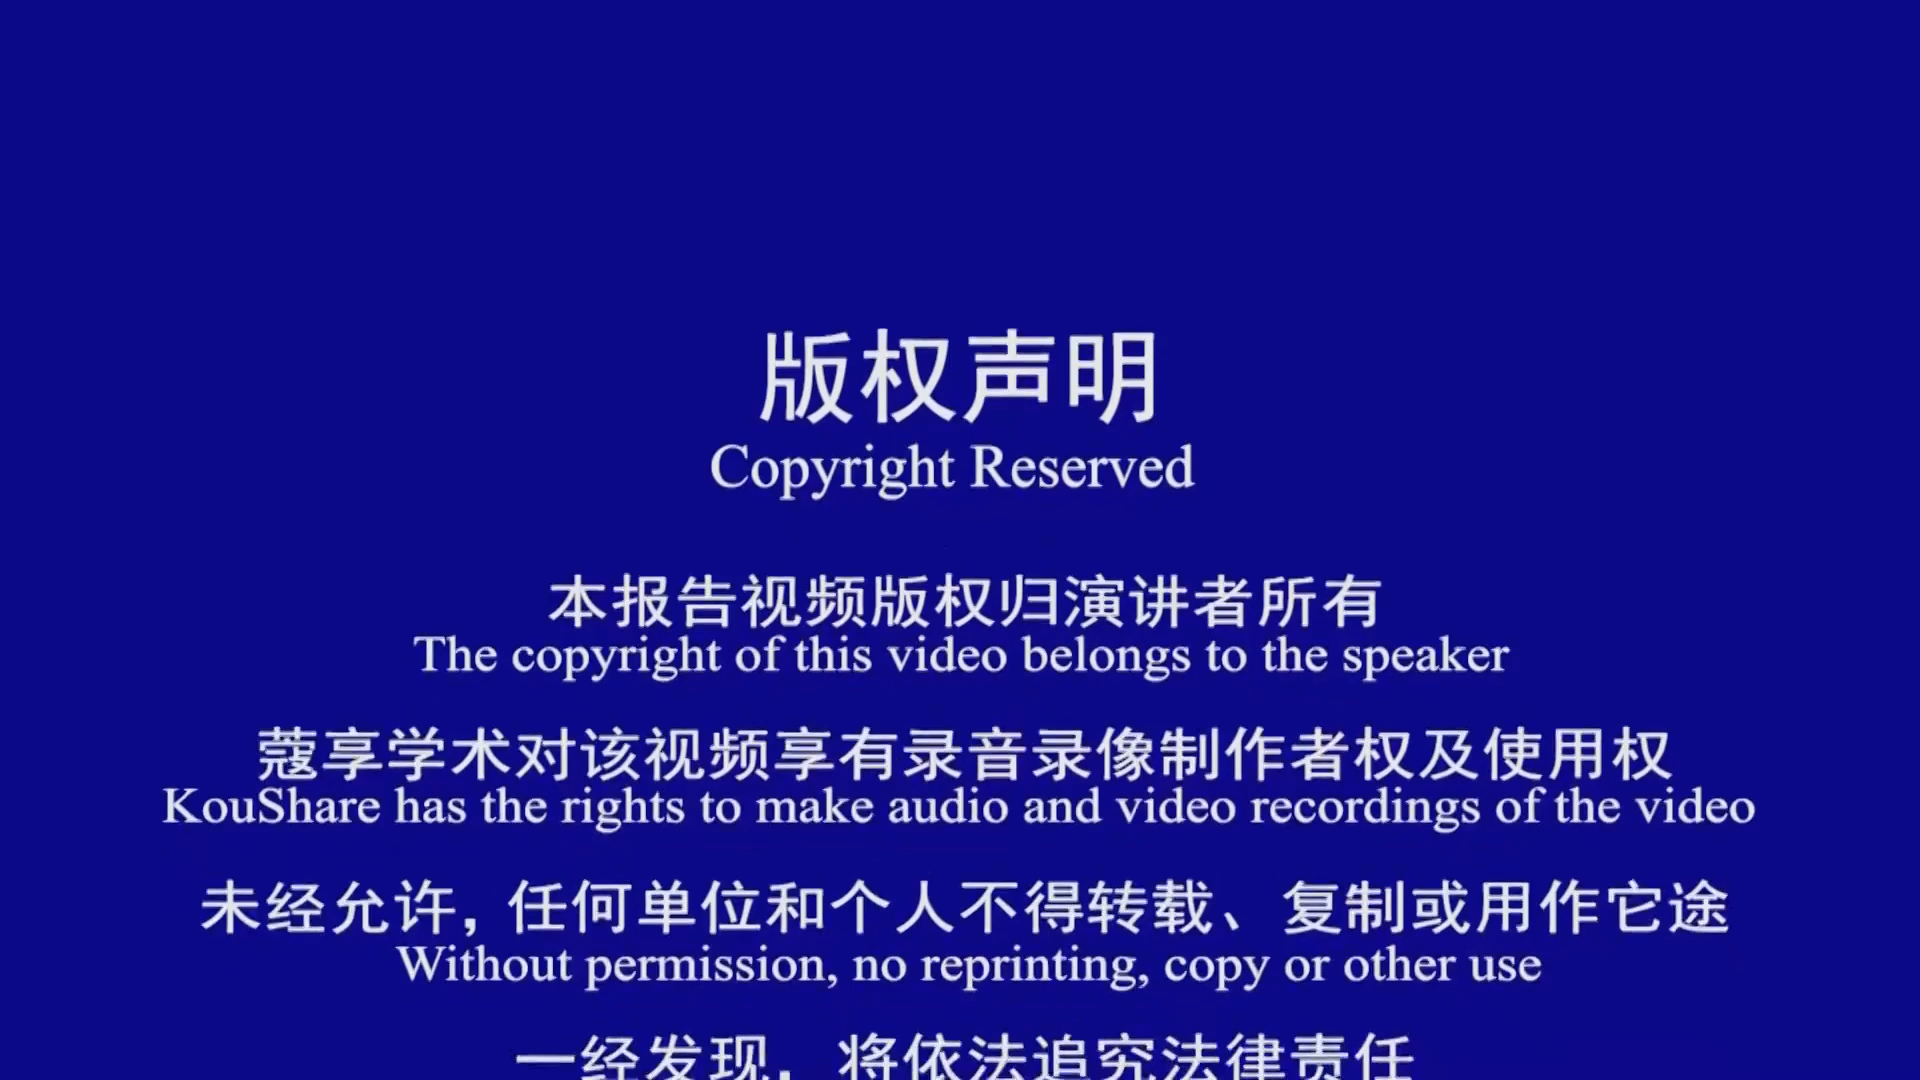 版权声明
Copyright Reserved
本报告视频版权归演讲者所有
The copyright of this video belongs to the speaker
蔻享学术对该视频享有录音录像制作者权及使用权
KouShare has the rights to make audio and video recordings of the video
未经允许，任何单位和个人不得转载、复制或用作它途
Without permission, no reprinting, copy or other use
一经发现，将依法追究法律责任